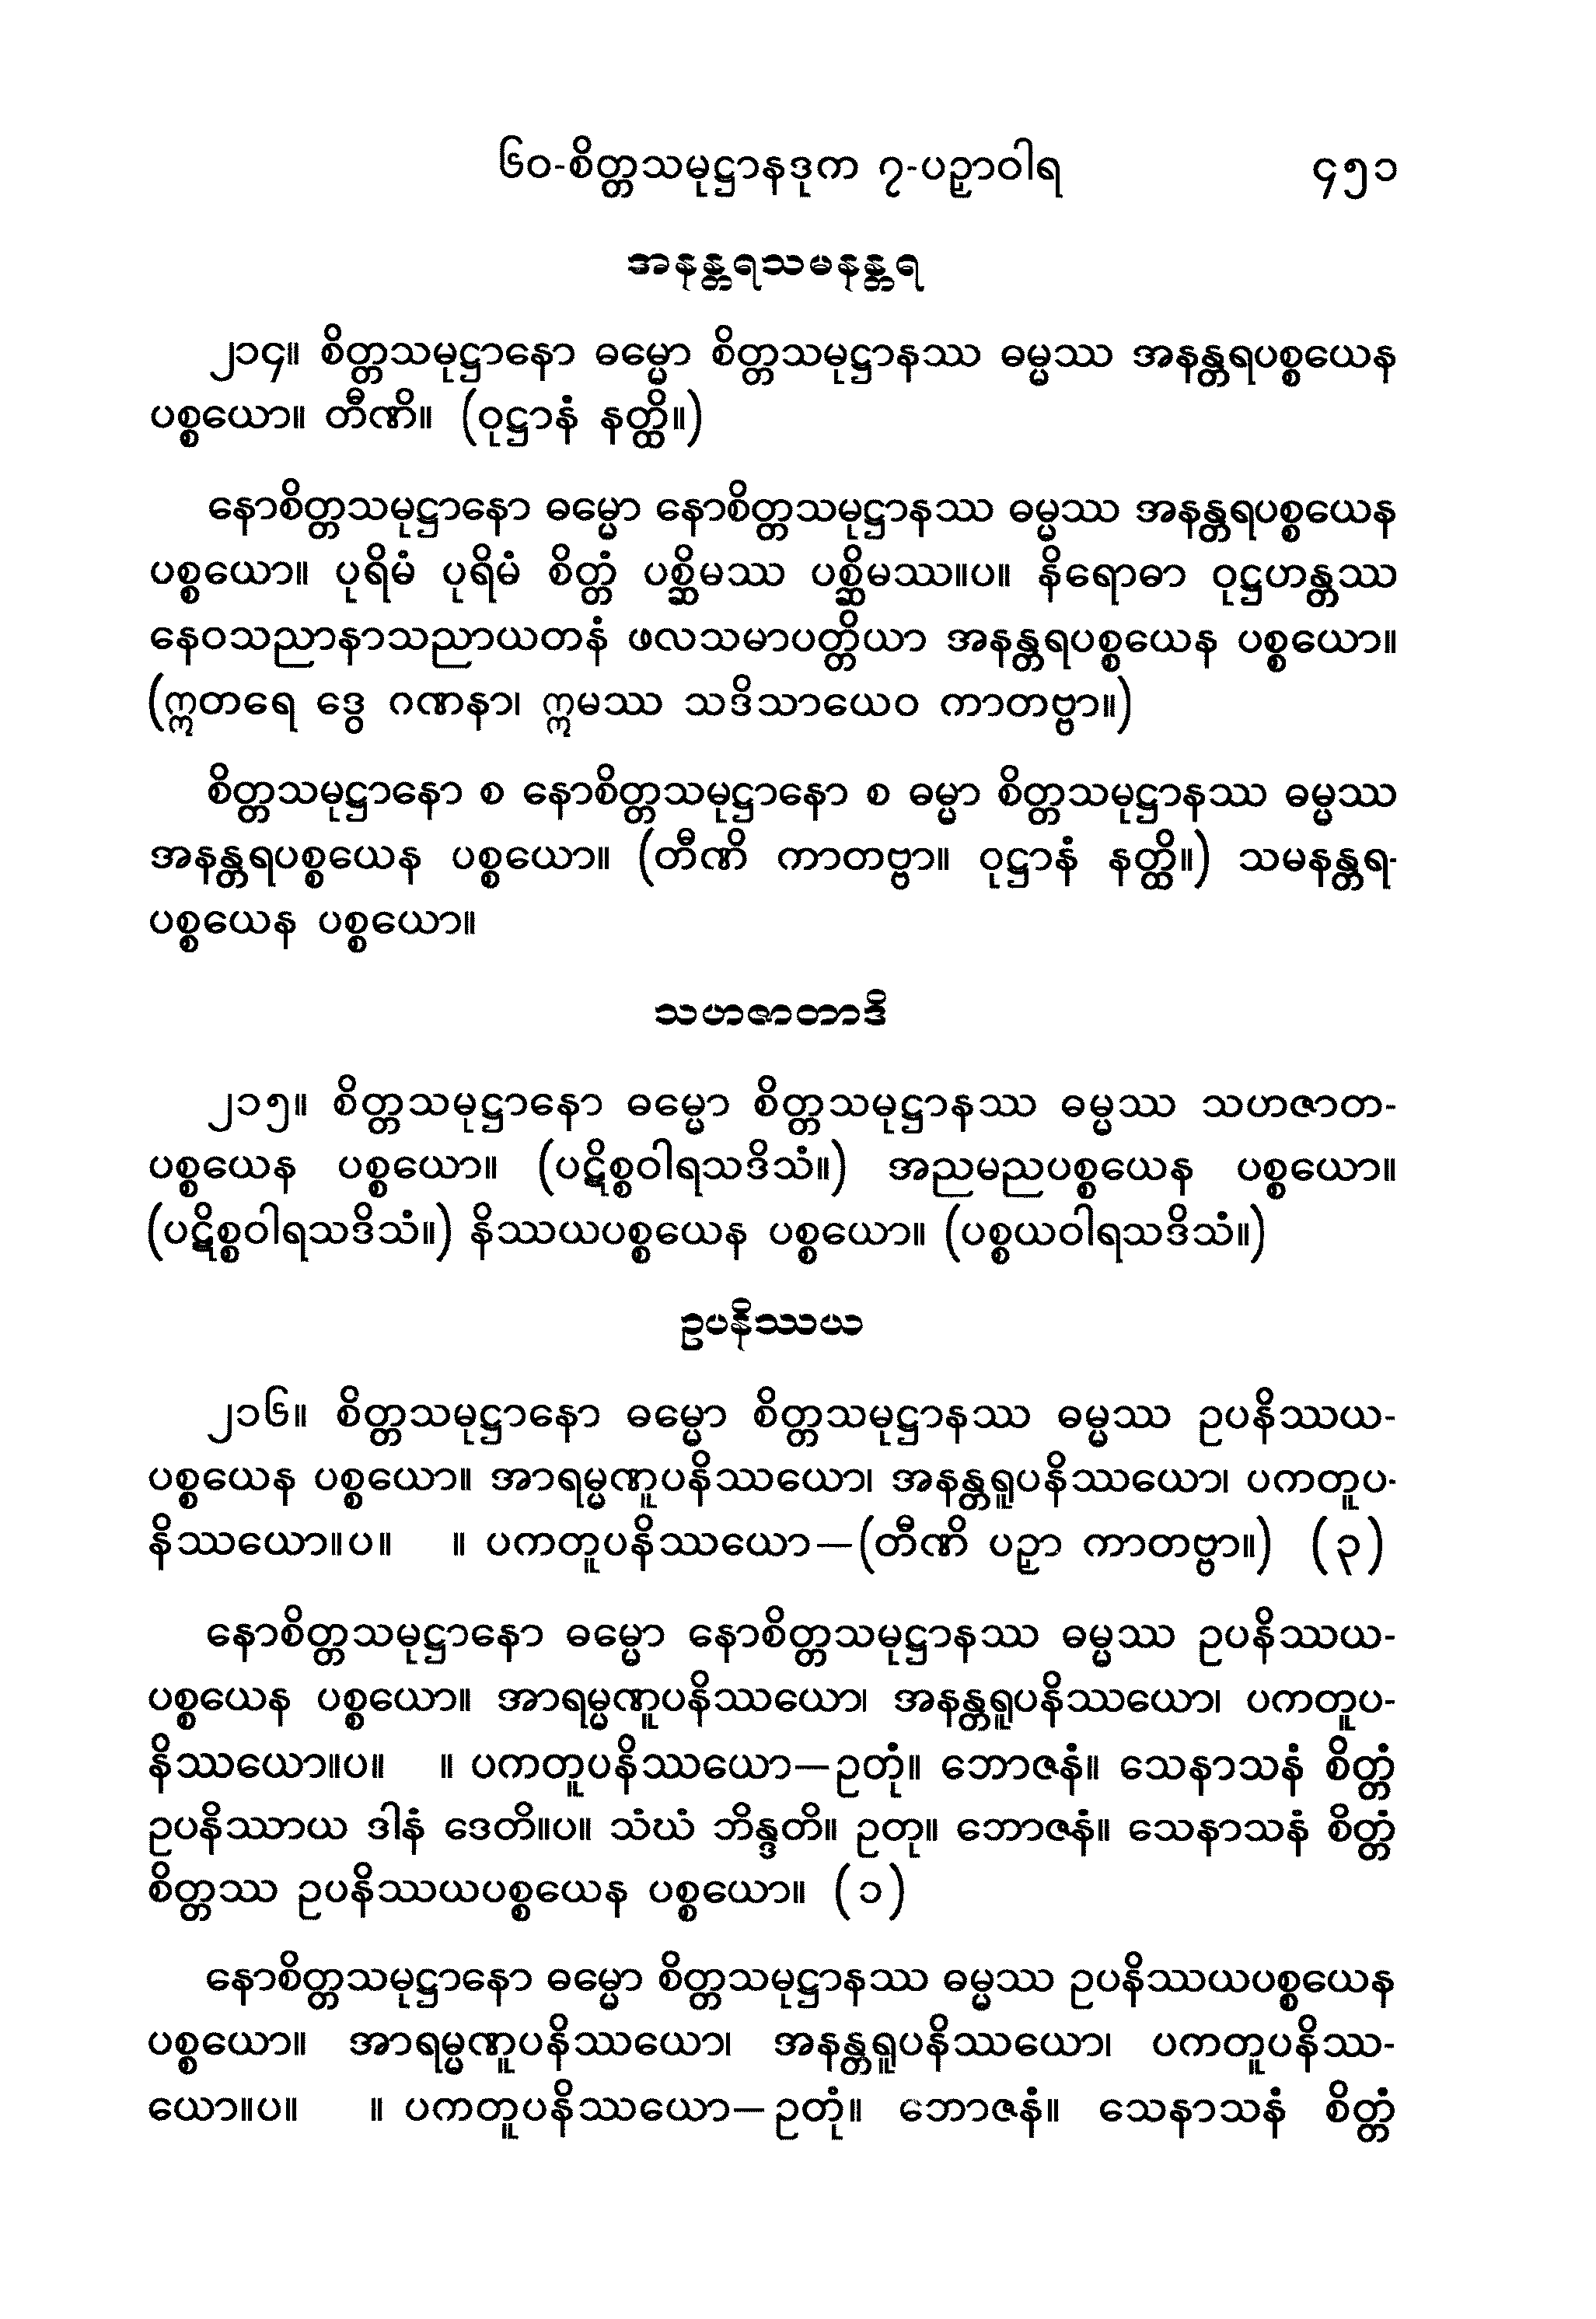 ၆၀-စိတ္တသမုဋ္ဌာနဒုက ၇-ပဉှာဝါရ ၄၅၁
အနန္တရသမနန္တရ
၂၁၄။ စိတ္တသမုဋ္ဌာနော ဓမ္မော စိတ္တသမုဋ္ဌာနဿ ဓမ္မဿ အနန္တရပစ္စယေန
ပစ္စယော။ တီဏိ။ (ဝုဋ္ဌာနံ နတ္ထိ။)
နောစိတ္တသမုဋ္ဌာနော ဓမ္မော နောစိတ္တသမုဋ္ဌာနဿ ဓမ္မဿ အနန္တရပစ္စယေန
ပစ္စယော။ ပုရိမံ ပုရိမံ စိတ္တံ ပစ္ဆိမဿ ပစ္ဆိမဿ။ပ။ နိရောဓာ ဝုဋ္ဌဟန္တဿ
နေဝသညာနာသညာယတနံ ဖလသမာပတ္တိယာ အနန္တရပစ္စယေန ပစ္စယော။
(ဣတရေ ဒွေ ဂဏနာ၊ ဣမဿ သဒိသာယေဝ ကာတဗ္ဗာ။)
စိတ္တသမုဋ္ဌာနော စ နောစိတ္တသမုဋ္ဌာနော စ ဓမ္မာ စိတ္တသမုဋ္ဌာနဿ ဓမ္မဿ
အနန္တရပစ္စယေန ပစ္စယော။ (တီဏိ ကာတဗ္ဗာ။ ဝုဋ္ဌာနံ နတ္ထိ။) သမနန္တရ-
ပစ္စယေန ပစ္စယော။
သဟဇာတာဒိ
၂၁၅။ စိတ္တသမုဋ္ဌာနော ဓမ္မော စိတ္တသမုဋ္ဌာနဿ ဓမ္မဿ သဟဇာတ-
ပစ္စယေန ပစ္စယော။ (ပဋိစ္စဝါရသဒိသံ။) အညမညပစ္စယေန ပစ္စယော။
(ပဋိစ္စဝါရသဒိသံ။) နိဿယပစ္စယေန ပစ္စယော။ (ပစ္စယဝါရသဒိသံ။)
ဥပနိဿယ
၂၁၆။ စိတ္တသမုဋ္ဌာနော ဓမ္မော စိတ္တသမုဋ္ဌာနဿ ဓမ္မဿ ဥပနိဿယ-
ပစ္စယေန ပစ္စယော။ အာရမ္မဏူပနိဿယော၊ အနန္တရူပနိဿယော၊ ပကတူပ-
နိဿယော။ပ။ ။ ပကတူပနိဿယော—(တီဏိ ပဉှာ ကာတဗ္ဗာ။) (၃)
နောစိတ္တသမုဋ္ဌာနော ဓမ္မော နောစိတ္တသမုဋ္ဌာနဿ ဓမ္မဿ ဥပနိဿယ-
ပစ္စယေန ပစ္စယော။ အာရမ္မဏူပနိဿယော၊ အနန္တရူပနိဿယော၊ ပကတူပ-
နိဿယော။ပ။ ။ ပကတူပနိဿယော—ဥတုံ။ ဘောဇနံ။ သေနာသနံ စိတ္တံ
ဥပနိဿာယ ဒါနံ ဒေတိ။ပ။ သံဃံ ဘိန္ဒတိ။ ဥတု။ ဘောဇနံ။ သေနာသနံ စိတ္တံ
စိတ္တဿ ဥပနိဿယပစ္စယေန ပစ္စယော။ (၁)
နောစိတ္တသမုဋ္ဌာနော ဓမ္မော စိတ္တသမုဋ္ဌာနဿ ဓမ္မဿ ဥပနိဿယပစ္စယေန
ပစ္စယော။ အာရမ္မဏူပနိဿယော၊ အနန္တရူပနိဿယော၊ ပကတူပနိဿ-
ယော။ပ။ ။ ပကတူပနိဿယော—ဥတုံ။ ဘောဇနံ။ သေနာသနံ စိတ္တံ